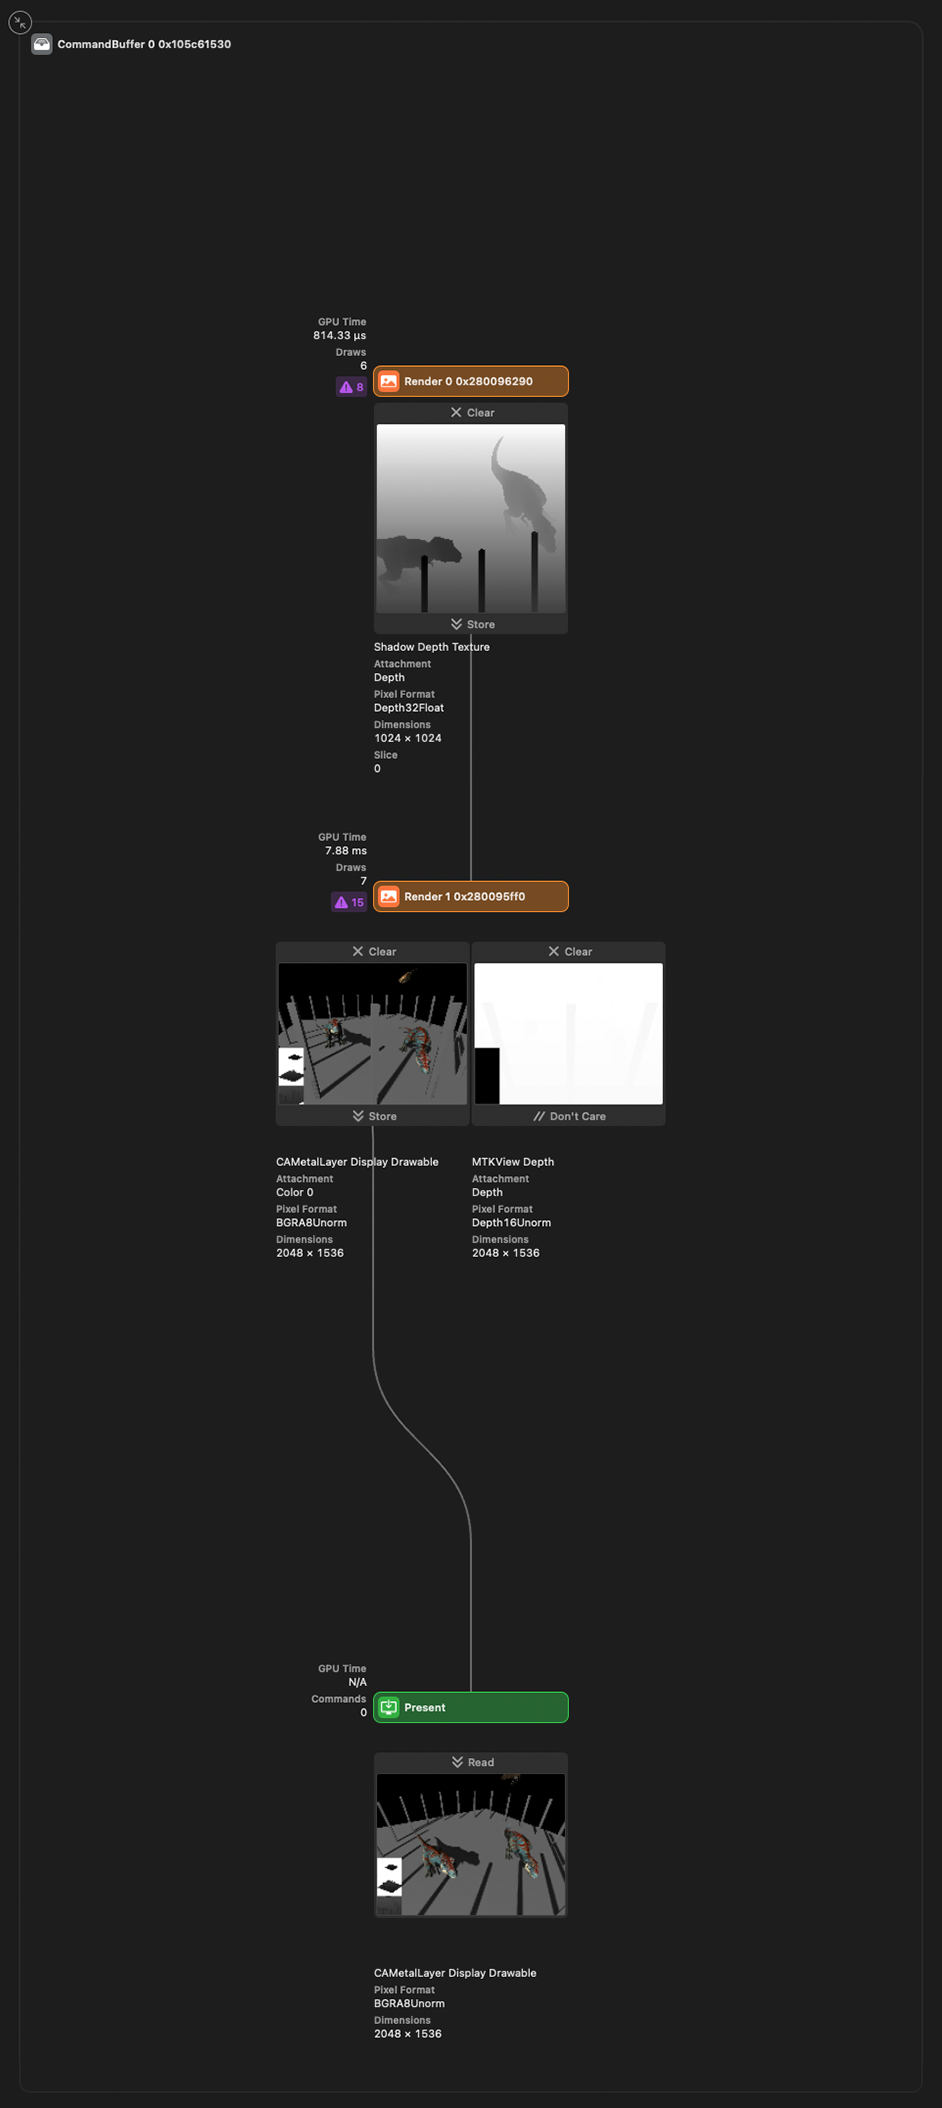 CommandBuffer 0 0x105c61530
GPU Time
814.33 µs
Draws
6
8
Render 0 0x280096290
Clear
Store
Shadow Depth Texture
Attachment
Depth
Pixel Format
Depth32Float
Dimensions
1024 × 1024
Slice
0
GPU Time
7.88 ms
Draws
7
15
Render 1 0x280095ff0
Clear
Store
CAMetalLayer Display Drawable
Attachment
Color 0
Pixel Format
BGRA8Unorm
Dimensions
2048 × 1536
Clear
Don't Care
MTKView Depth
Attachment
Depth
Pixel Format
Depth16Unorm
Dimensions
2048 × 1536
GPU Time
N/A
Commands
0
Present
Read
CAMetalLayer Display Drawable
Pixel Format
BGRA8Unorm
Dimensions
2048 × 1536